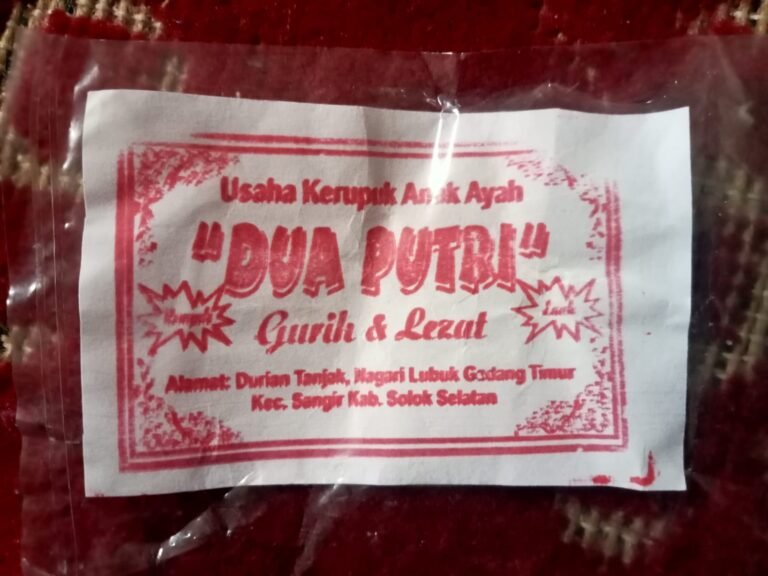 Usaha Kerupuk Anak Ayah
"DUA PUTRI"
Gurih & Lezat
Alamat: Durian Tanjak, Nagari Lubuk Gadang Timur
Kec. Sangir Kab. Solok Selatan